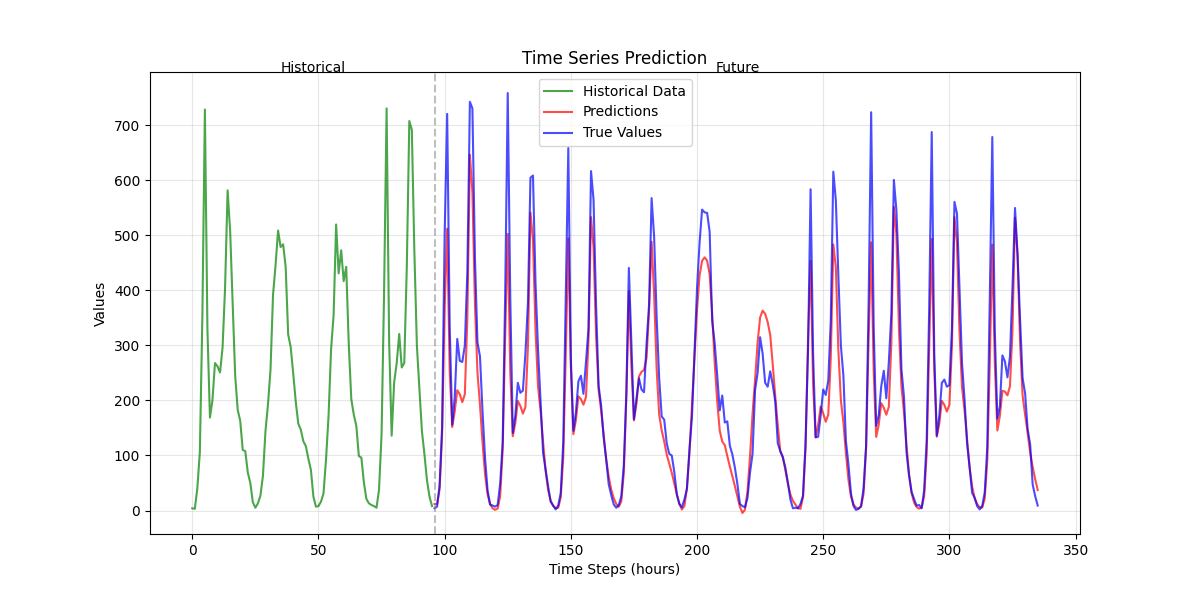 Time Series Prediction
Historical
Future
Historical Data
Predictions
True Values
Values
700
600
500
400
300
200
100
0
0 50 100 150 200 250 300 350
Time Steps (hours)